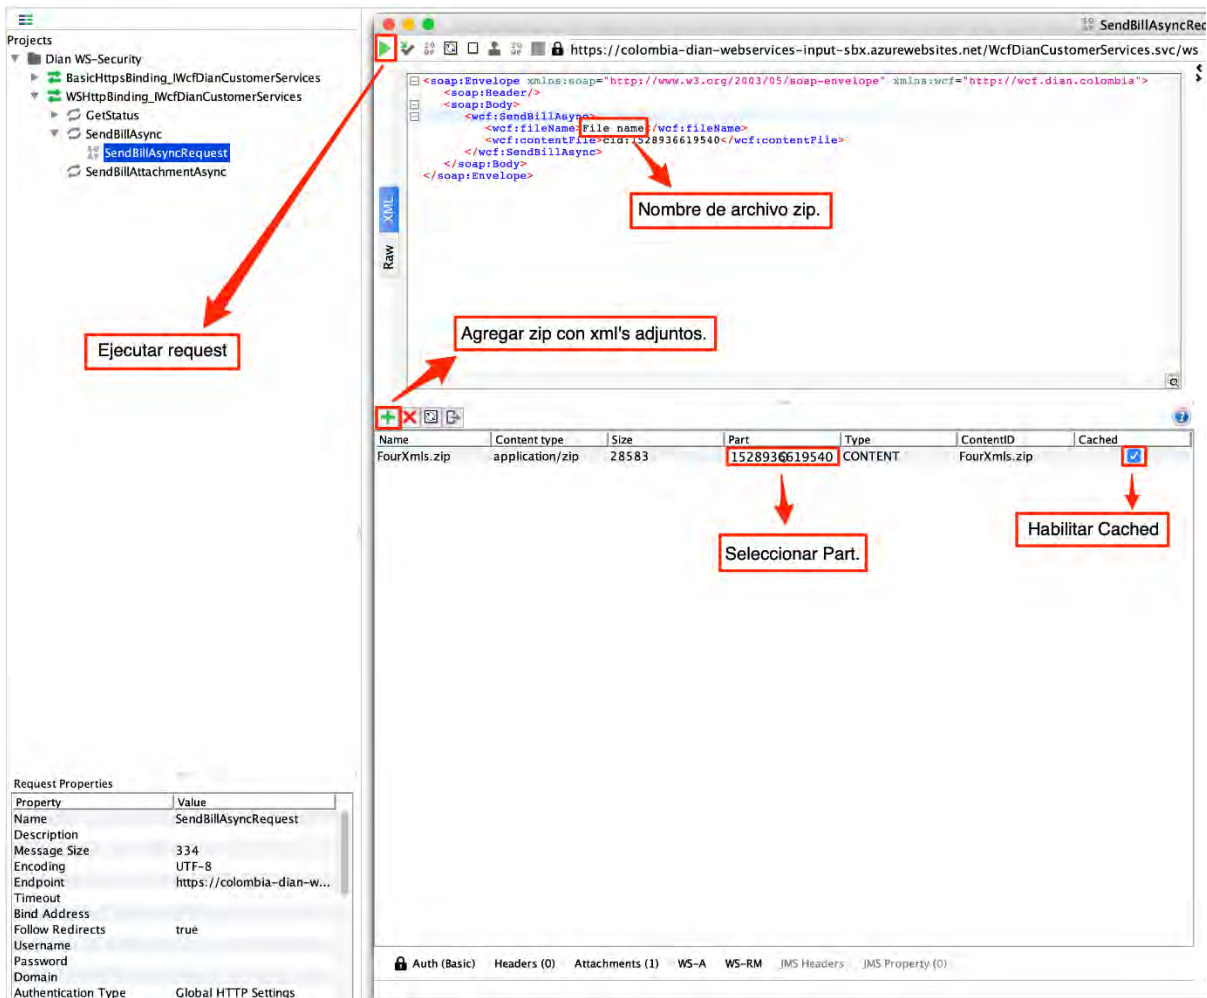 SendBillAsyncRec
Projects
Dian WS-Security
BasicHttpsBinding_IWcfDianCustomerServices
WSHttpBinding_IWcfDianCustomerServices
GetStatus
SendBillAsync
SendBillAsyncRequest
SendBillAttachmentAsync
https://colombia-dian-webservices-input-sbx.azurewebsites.net/WcfDianCustomerServices.svc/ws
<soap:Envelope xmlns:soap="http://www.w3.org/2003/05/soap-envelope" xmlns:wcf="http://wcf.dian.colombia">
<soap:Header/>
<soap:Body>
<wcf:SendBillAsync>
<wcf:fileName>File name</wcf:fileName>
<wcf:contentFile>cid:1528936619540</wcf:contentFile>
</wcf:SendBillAsync>
</soap:Body>
</soap:Envelope>
XML
Raw
Nombre de archivo zip.
Ejecutar request
Agregar zip con xml's adjuntos.
Name Content type Size Part Type ContentID Cached
FourXmls.zip application/zip 28583 1528936619540 CONTENT FourXmls.zip
Seleccionar Part.
Habilitar Cached
Request Properties
Property Value
Name SendBillAsyncRequest
Description
Message Size 334
Encoding UTF-8
Endpoint https://colombia-dian-w...
Timeout
Bind Address
Follow Redirects true
Username
Password
Domain
Authentication Type Global HTTP Settings
Auth (Basic) Headers (0) Attachments (1) WS-A WS-RM JMS Headers JMS Property (0)